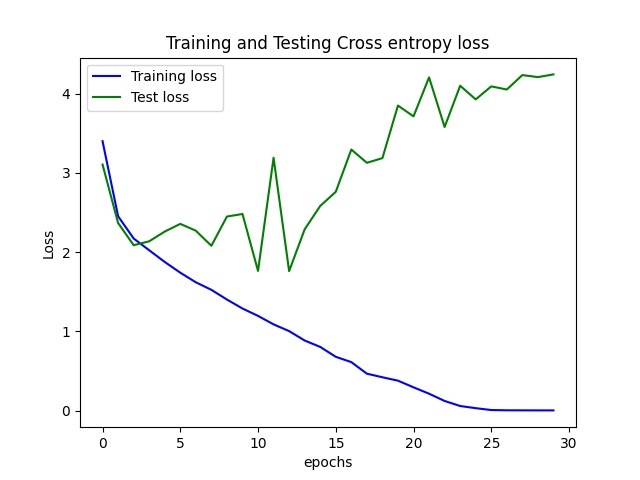 Training and Testing Cross entropy loss
Training loss
Test loss
Loss
4
3
2
1
0
0 5 10 15 20 25 30
epochs